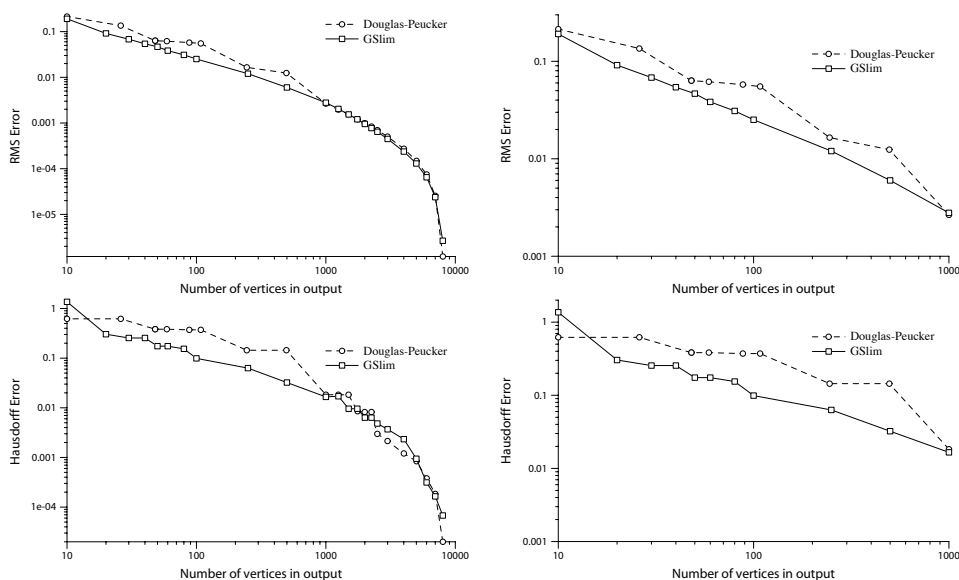 0.1
0.01
0.001
1e-04
1e-05
RMS Error
Douglas-Peucker
GSlim
10
100
1000
10000
Number of vertices in output
0.1
0.01
0.001
RMS Error
Douglas-Peucker
GSlim
10
100
1000
Number of vertices in output
1
0.1
0.01
0.001
1e-04
Hausdorff Error
Douglas-Peucker
GSlim
10
100
1000
10000
Number of vertices in output
1
0.1
0.01
0.001
Hausdorff Error
Douglas-Peucker
GSlim
10
100
1000
Number of vertices in output